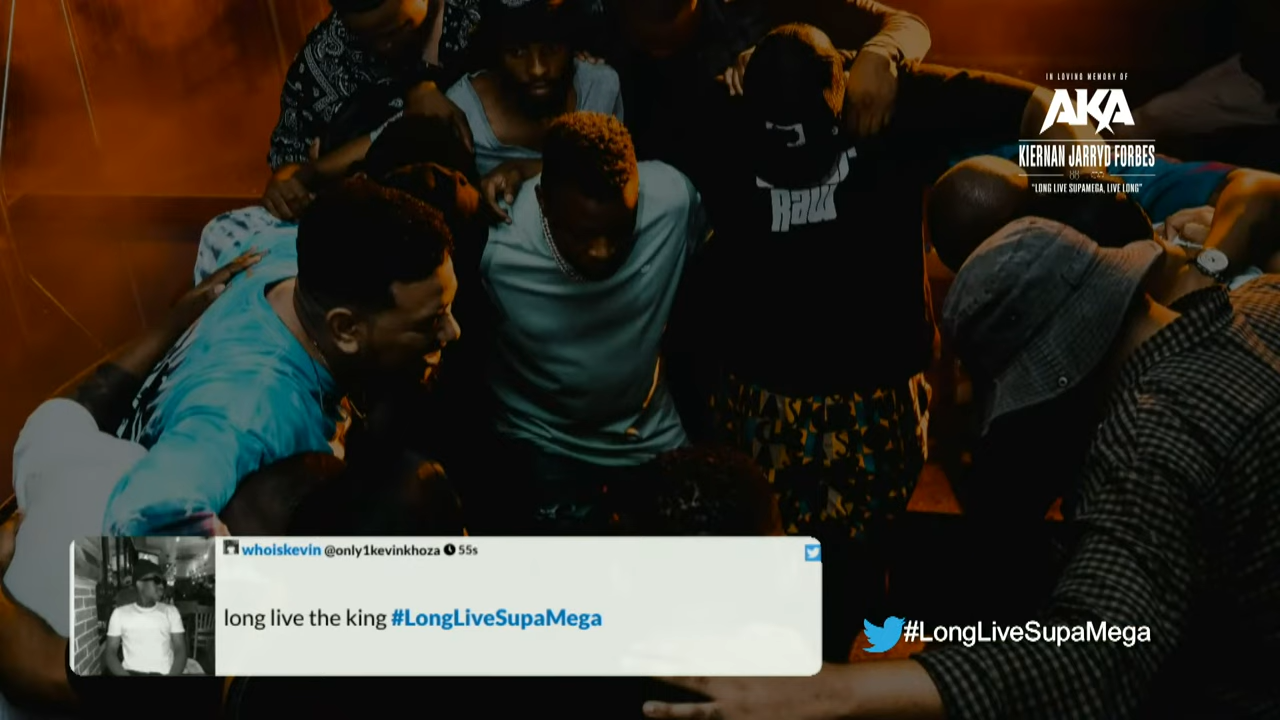 IN LOVING MEMORY OF
AKA
KIERNAN JARRYD FORBES
"LONG LIVE SUPAMEGA, LIVE LONG"
RaW
whoiskevin @only1kevinkhoza 55s
long live the king #LongLiveSupaMega
#LongLiveSupaMega